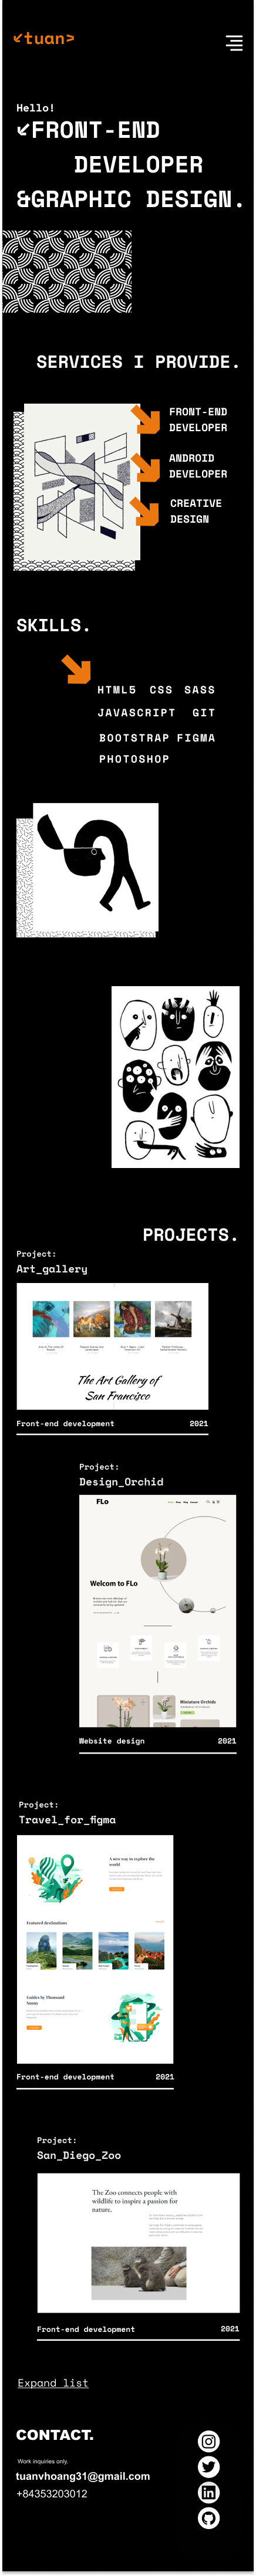 <tuan>
Hello!
↙FRONT-END
DEVELOPER
&GRAPHIC DESIGN.
SERVICES I PROVIDE.
FRONT-END
DEVELOPER
ANDROID
DEVELOPER
CREATIVE
DESIGN
SKILLS.
HTML5 CSS SASS
JAVASCRIPT GIT
BOOTSTRAP FIGMA
PHOTOSHOP
PROJECTS.
Project:
Art_gallery
The Art Gallery of
San Francisco
Front-end development 2021
Project:
Design_Orchid
FLo
Welcom to FLo
Miniature Orchids
Website design 2021
Project:
Travel_for_figma
A new way to explore the
world
Featured destinations
Guides by Thousand
Sunny
Front-end development 2021
Project:
San_Diego_Zoo
The Zoo connects people with
wildlife to inspire a passion for
nature.
Front-end development 2021
Expand list
CONTACT.
Work inquiries only.
tuanvhoang31@gmail.com
+84353203012